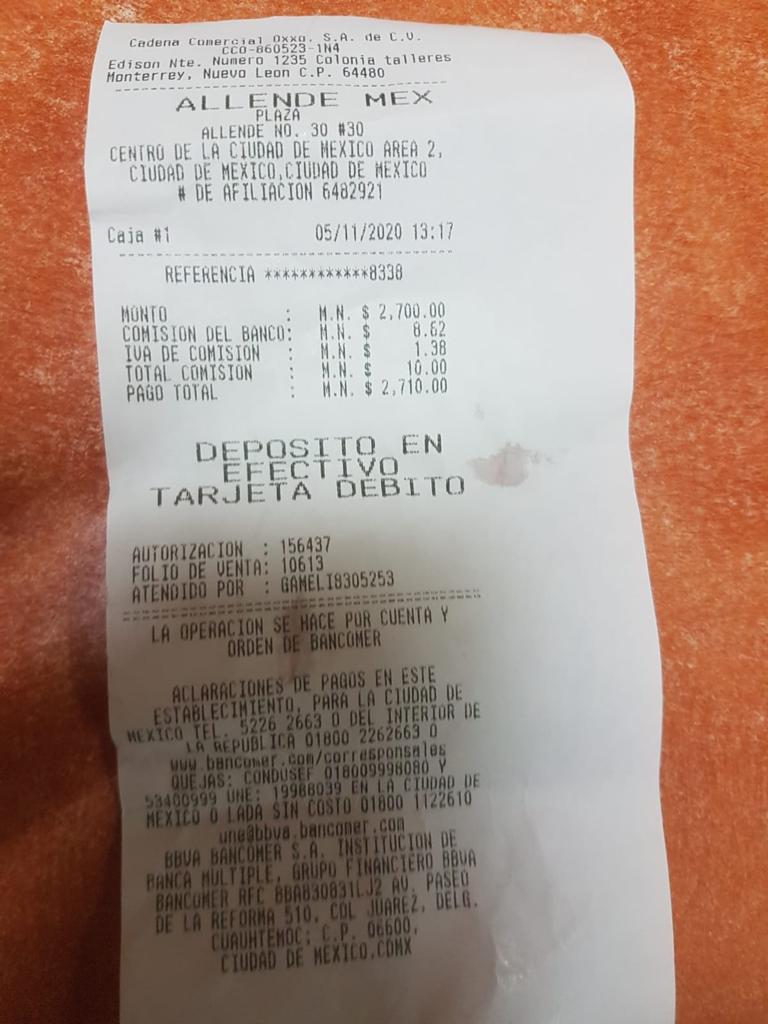 Cadena Comercial Oxxo, S.A. de C.V.
CCO-860523-1N4
Edison Nte. Numero 1235 Colonia talleres
Monterrey, Nuevo Leon C.P. 64480
ALLENDE MEX
PLAZA
ALLENDE NO. 30 #30
CENTRO DE LA CIUDAD DE MEXICO AREA 2,
CIUDAD DE MEXICO,CIUDAD DE MEXICO
# DE AFILIACION 6482921
Caja #1 05/11/2020 13:17
REFERENCIA ************8338
MONTO : M.N. $ 2,700.00
COMISION DEL BANCO: M.N. $ 8.62
IVA DE COMISION : M.N. $ 1.38
TOTAL COMISION : M.N. $ 10.00
PAGO TOTAL : M.N. $ 2,710.00
DEPOSITO EN
EFECTIVO
TARJETA DEBITO
AUTORIZACION : 156437
FOLIO DE VENTA: 10613
ATENDIDO POR : GAMELI8305253
LA OPERACION SE HACE POR CUENTA Y
ORDEN DE BANCOMER
ACLARACIONES DE PAGOS EN ESTE
ESTABLECIMIENTO, PARA LA CIUDAD DE
MEXICO TEL. 5226 2663 O DEL INTERIOR DE
LA REPUBLICA 01800 2262663 O
www.bancomer.com/corresponsales
QUEJAS: CONDUSEF 018009998080 Y
53400999 UNE: 19988039 EN LA CIUDAD DE
MEXICO O LADA SIN COSTO 01800 1122610
une@bbva.bancomer.com
BBVA BANCOMER S.A. INSTITUCION DE
BANCA MULTIPLE, GRUPO FINANCIERO BBVA
BANCOMER RFC BBA830831LJ2 AV. PASEO
DE LA REFORMA 510, COL JUAREZ, DELG.
CUAUHTEMOC; C.P. 06600,
CIUDAD DE MEXICO,CDMX